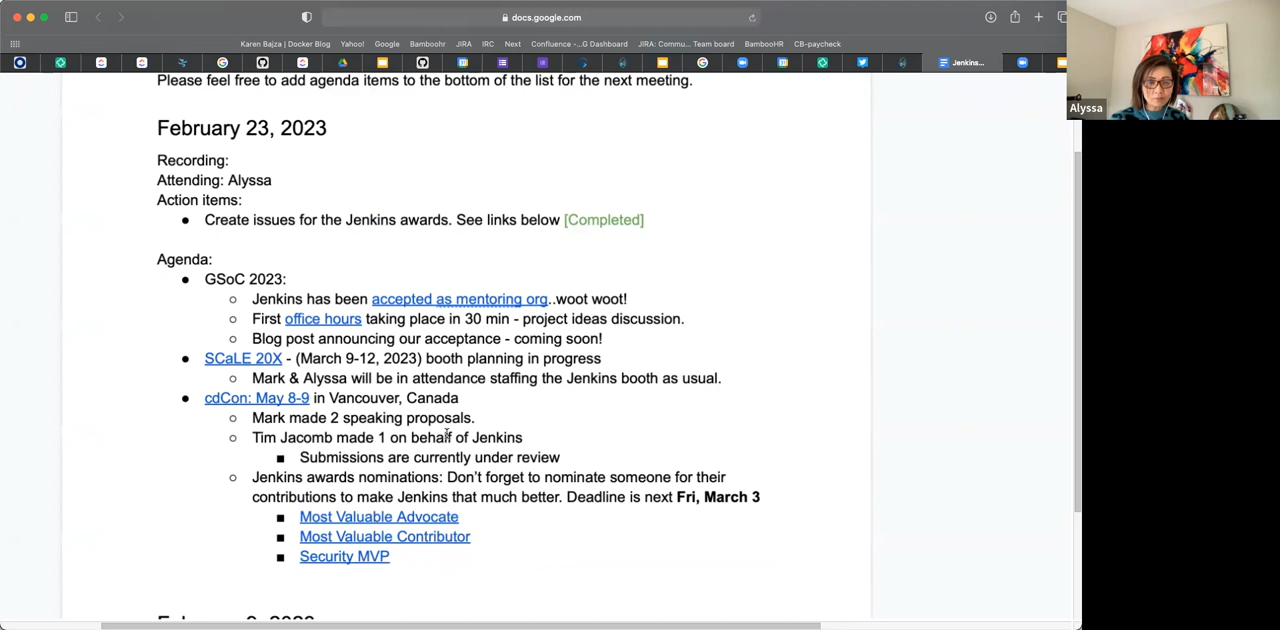 docs.google.com
Karen Bajza | Docker Blog Yahoo! Google Bamboohr JIRA IRC Next Confluence -...G Dashboard JIRA: Commu... Team board BambooHR CB-paycheck
Jenkins...
Alyssa
Please feel free to add agenda items to the bottom of the list for the next meeting.
February 23, 2023
Recording:
Attending: Alyssa
Action items:
● Create issues for the Jenkins awards. See links below [Completed]
Agenda:
● GSoC 2023:
○ Jenkins has been accepted as mentoring org..woot woot!
○ First office hours taking place in 30 min - project ideas discussion.
○ Blog post announcing our acceptance - coming soon!
● SCaLE 20X - (March 9-12, 2023) booth planning in progress
○ Mark & Alyssa will be in attendance staffing the Jenkins booth as usual.
● cdCon: May 8-9 in Vancouver, Canada
○ Mark made 2 speaking proposals.
○ Tim Jacomb made 1 on behalf of Jenkins
■ Submissions are currently under review
○ Jenkins awards nominations: Don't forget to nominate someone for their
contributions to make Jenkins that much better. Deadline is next Fri, March 3
■ Most Valuable Advocate
■ Most Valuable Contributor
■ Security MVP